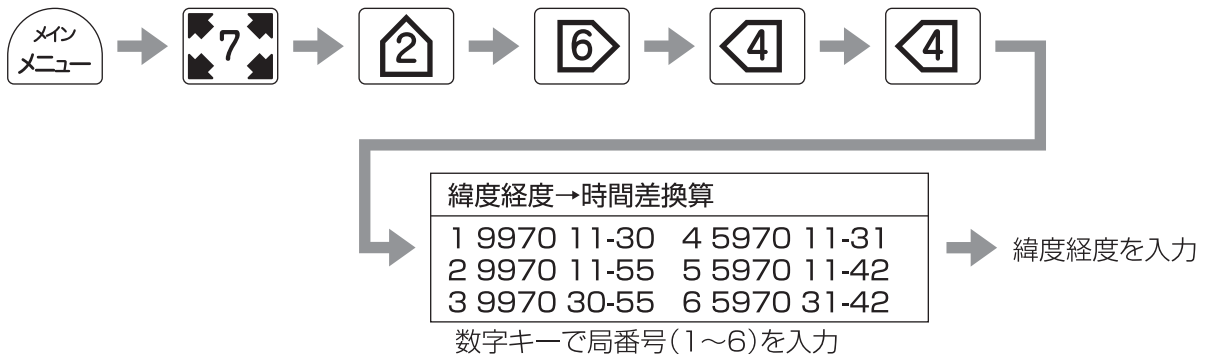 メイン
メニュー
7
2
6
4
4
緯度経度→時間差換算
1 9970 11-30 4 5970 11-31
2 9970 11-55 5 5970 11-42
3 9970 30-55 6 5970 31-42
緯度経度を入力
数字キーで局番号(1～6)を入力